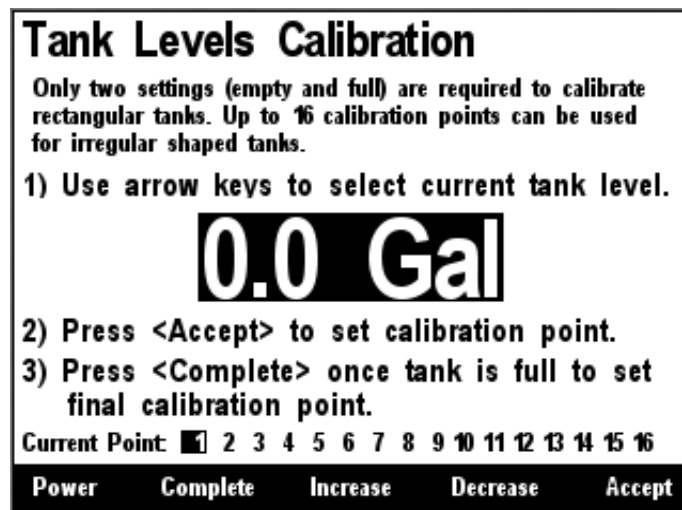 Tank Levels Calibration
Only two settings (empty and full) are required to calibrate
rectangular tanks. Up to 16 calibration points can be used
for irregular shaped tanks.
1) Use arrow keys to select current tank level.
0.0 Gal
2) Press <Accept> to set calibration point.
3) Press <Complete> once tank is full to set
final calibration point.
Current Point: 1 2 3 4 5 6 7 8 9 10 11 12 13 14 15 16
Power Complete Increase Decrease Accept